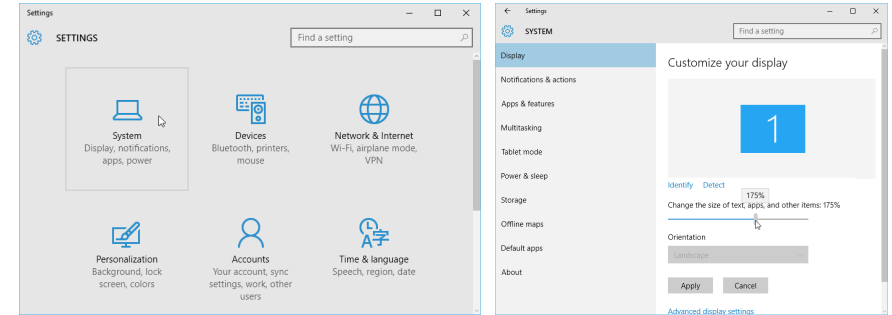 Settings
SETTINGS
Find a setting
System
Display, notifications,
apps, power
Devices
Bluetooth, printers,
mouse
Network & Internet
Wi-Fi, airplane mode,
VPN
Personalization
Background, lock
screen, colors
Accounts
Your account, sync
settings, work, other
users
A字
Time & language
Speech, region, date
Settings
SYSTEM
Find a setting
Display
Notifications & actions
Apps & features
Multitasking
Tablet mode
Power & sleep
Storage
Offline maps
Default apps
About
Customize your display
1
Identify Detect
175%
Change the size of text, apps, and other items: 175%
Orientation
Landscape
Apply Cancel
Advanced display settings